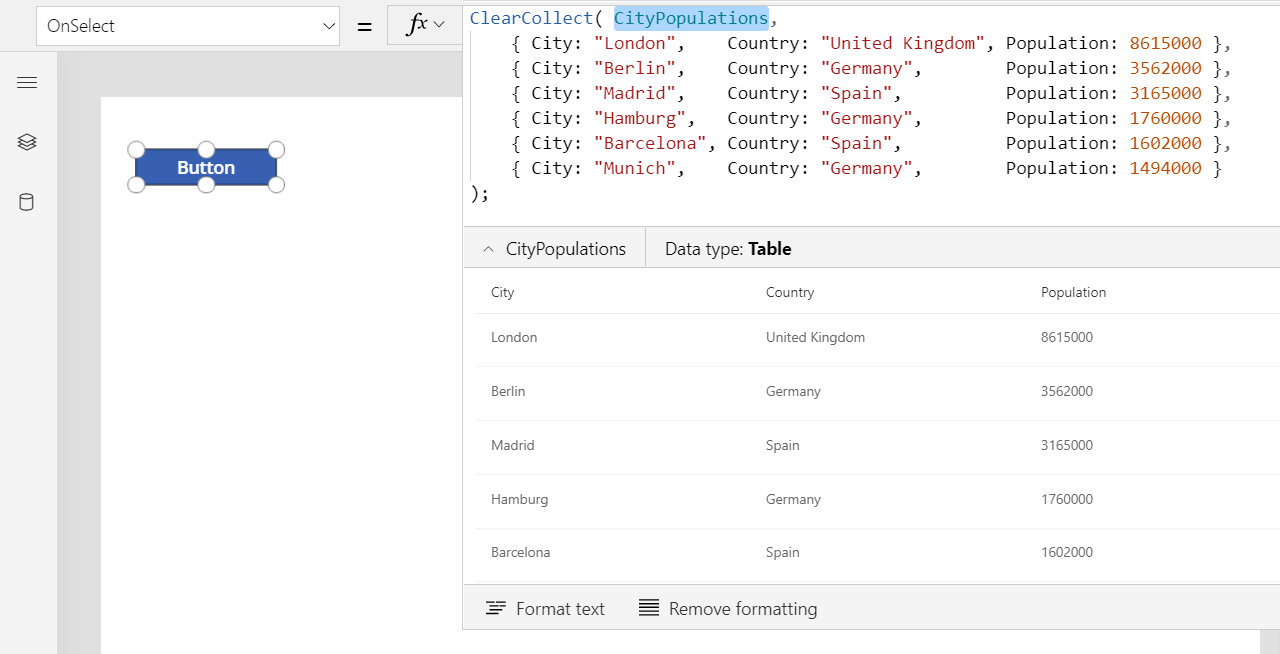 OnSelect = fx
ClearCollect( CityPopulations,
{ City: "London", Country: "United Kingdom", Population: 8615000 },
{ City: "Berlin", Country: "Germany", Population: 3562000 },
{ City: "Madrid", Country: "Spain", Population: 3165000 },
{ City: "Hamburg", Country: "Germany", Population: 1760000 },
{ City: "Barcelona", Country: "Spain", Population: 1602000 },
{ City: "Munich", Country: "Germany", Population: 1494000 }
);
Button
CityPopulations Data type: Table
City Country Population
London United Kingdom 8615000
Berlin Germany 3562000
Madrid Spain 3165000
Hamburg Germany 1760000
Barcelona Spain 1602000
Format text Remove formatting